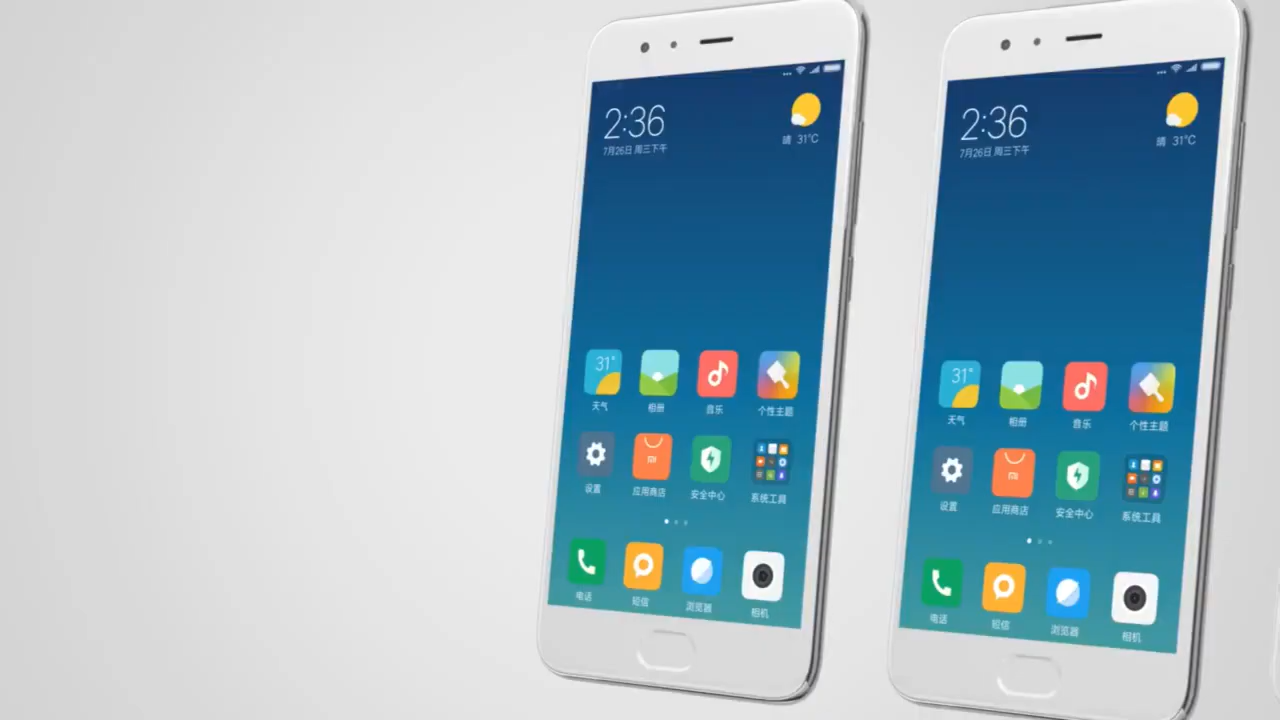 2:36
7月26日 周三下午
晴 31°C
31°
天气
相册
音乐
个性主题
MI
设置
应用商店
安全中心
系统工具
电话
短信
浏览器
相机
2:36
7月26日 周三下午
晴 31°C
31°
天气
相册
音乐
个性主题
MI
设置
应用商店
安全中心
系统工具
电话
短信
浏览器
相机